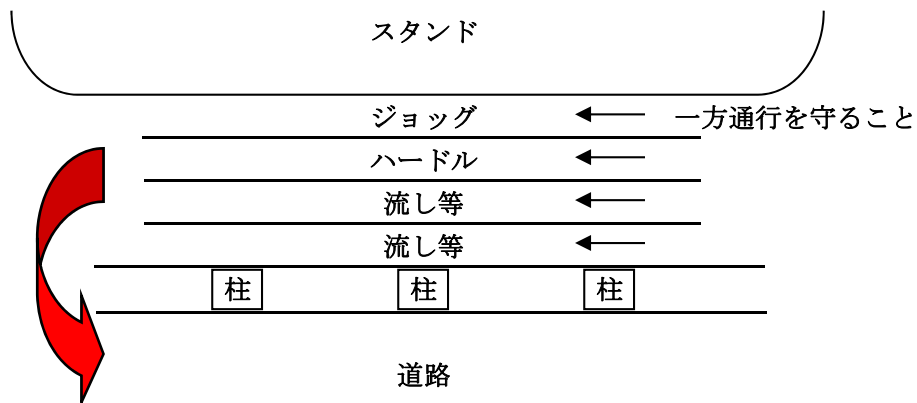 スタンド
ジョッグ 一方通行を守ること
ハードル
流し等
流し等
柱 柱 柱
道路